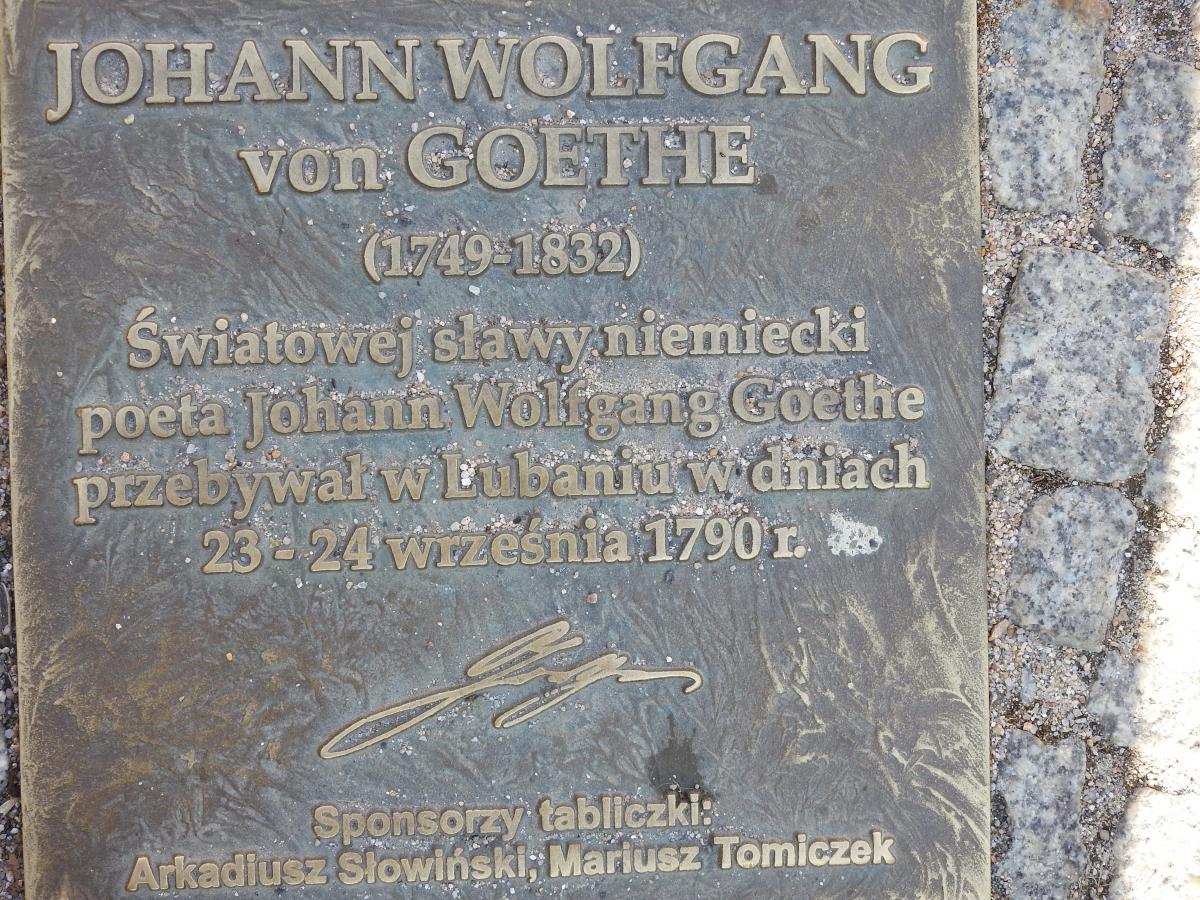 JOHANN WOLFGANG
von GOETHE
(1749-1832)
Światowej sławy niemiecki
poeta Johann Wolfgang Goethe
przebywał w Lubaniu w dniach
23 - 24 września 1790 r.
Sponsorzy tabliczki:
Arkadiusz Słowiński, Mariusz Tomiczek